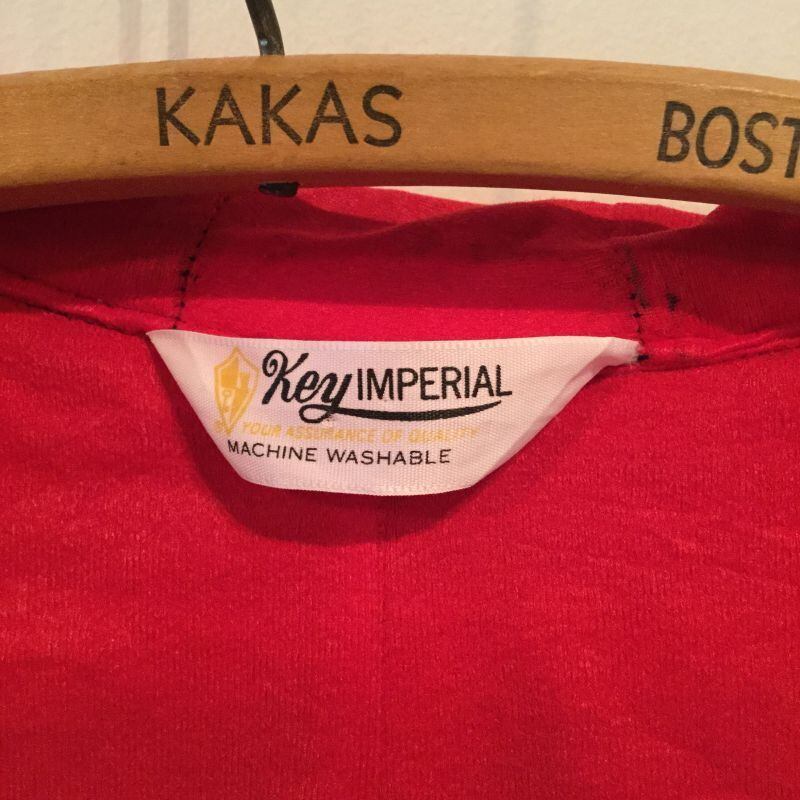 KAKAS BOST
Key IMPERIAL
YOUR ASSURANCE OF QUALITY
MACHINE WASHABLE